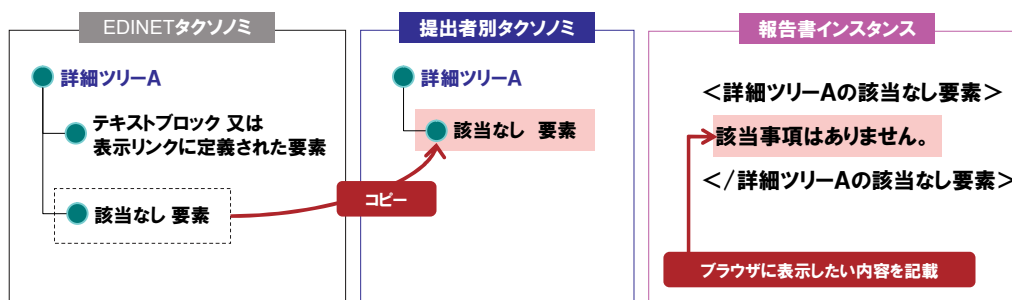 EDINETタクソノミ
詳細ツリーA
テキストブロック 又は
表示リンクに定義された要素
該当なし 要素
コピー
提出者別タクソノミ
詳細ツリーA
該当なし 要素
報告書インスタンス
＜詳細ツリーAの該当なし要素＞
該当事項はありません。
＜/詳細ツリーAの該当なし要素＞
ブラウザに表示したい内容を記載